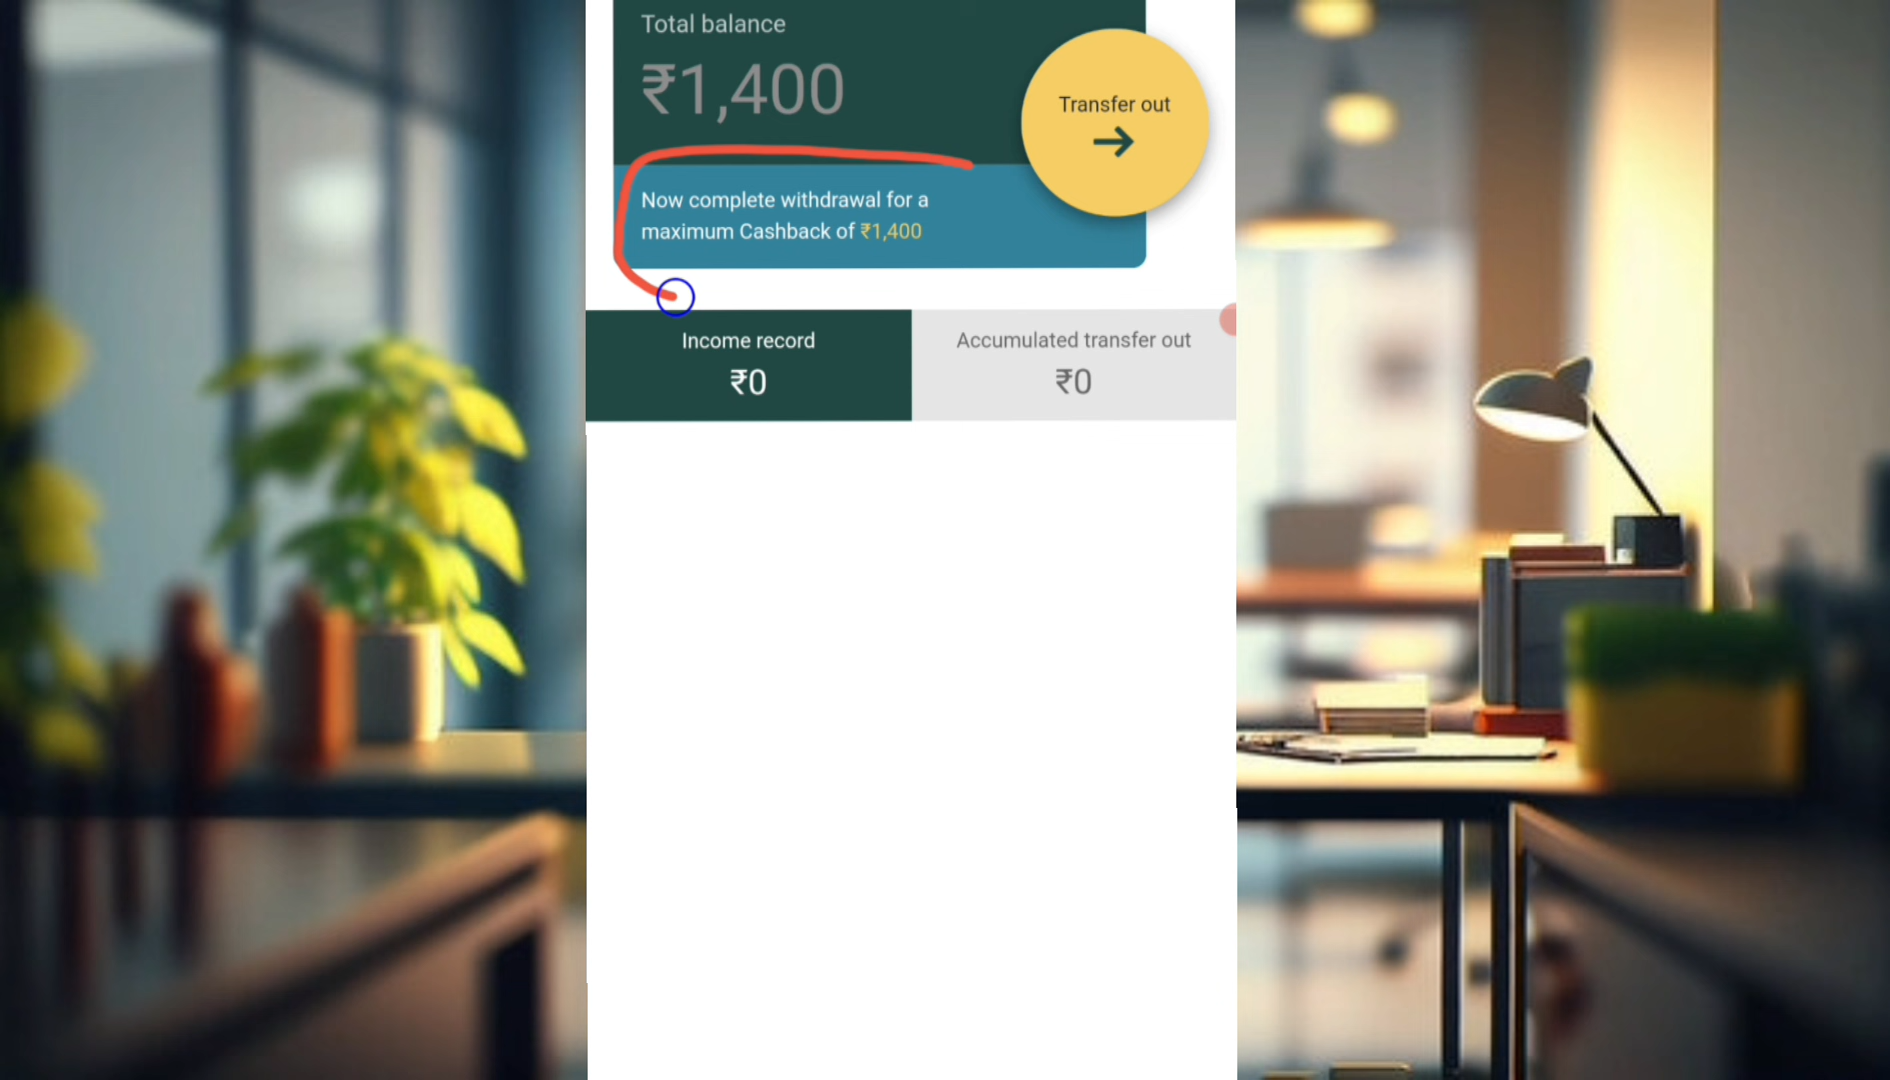 Total balance
₹1,400
Transfer out
Now complete withdrawal for a
maximum Cashback of ₹1,400
Income record
₹0
Accumulated transfer out
₹0